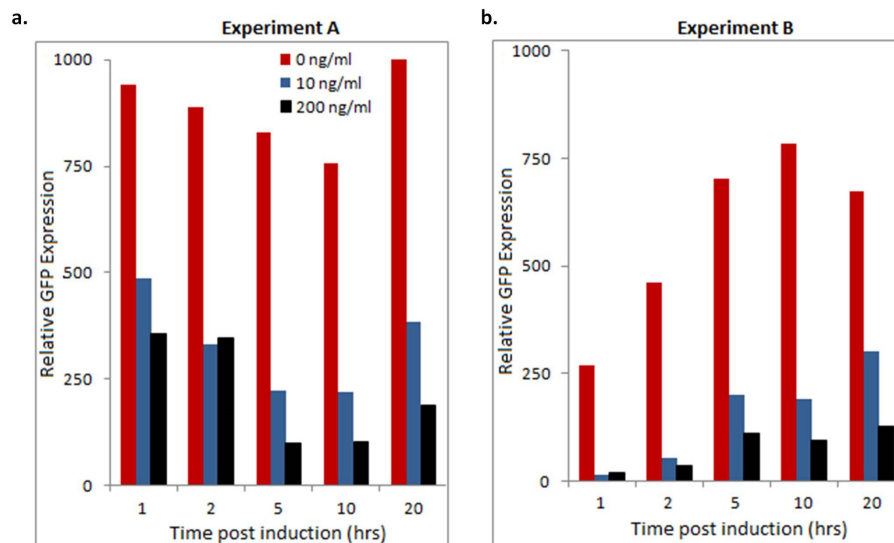 a.
Experiment A
0 ng/ml
10 ng/ml
200 ng/ml
1000
750
500
250
0
Relative GFP Expression
1 2 5 10 20
Time post induction (hrs)
b.
Experiment B
1000
750
500
250
0
Relative GFP Expression
1 2 5 10 20
Time post induction (hrs)